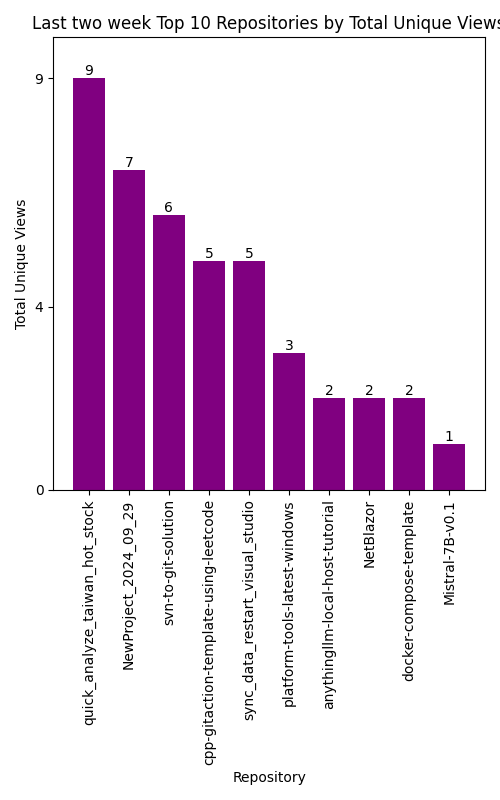 Last two week Top 10 Repositories by Total Unique Views
Total Unique Views
9
4
0
9
7
6
5
5
3
2
2
2
1
quick_analyze_taiwan_hot_stock
NewProject_2024_09_29
svn-to-git-solution
cpp-gitaction-template-using-leetcode
sync_data_restart_visual_studio
platform-tools-latest-windows
anythingllm-local-host-tutorial
NetBlazor
docker-compose-template
Mistral-7B-v0.1
Repository